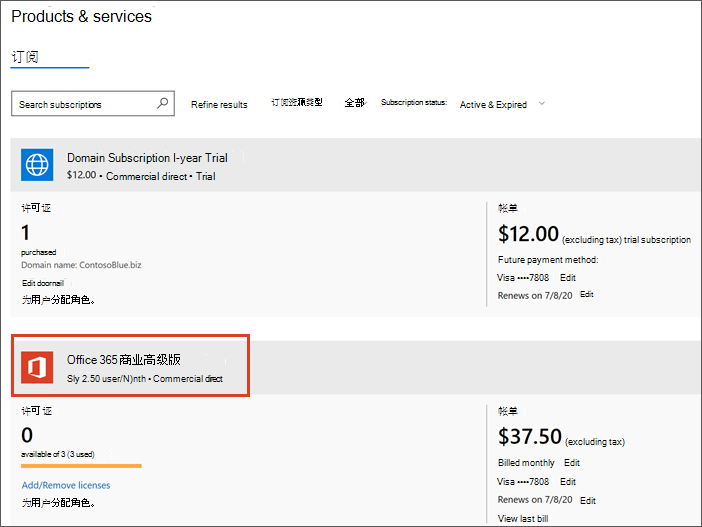 Products & services
订阅
Search subscriptions
Refine results
订阅资源类型
全部
Subscription status:
Active & Expired
Domain Subscription l-year Trial
$12.00 • Commercial direct • Trial
许可证
1
purchased
Domain name: ContosoBlue.biz
Edit doornail
为用户分配角色。
帐单
$12.00 (excluding tax) trial subscription
Future payment method:
Visa ••••7808 Edit
Renews on 7/8/20 Edit
Office 365 商业高级版
Sly 2.50 user/N)nth • Commercial direct
许可证
0
available of 3 (3 used)
Add/Remove licenses
为用户分配角色。
帐单
$37.50 (excluding tax)
Billed monthly Edit
Visa ••••7808 Edit
Renews on 7/8/20 Edit
View last bill